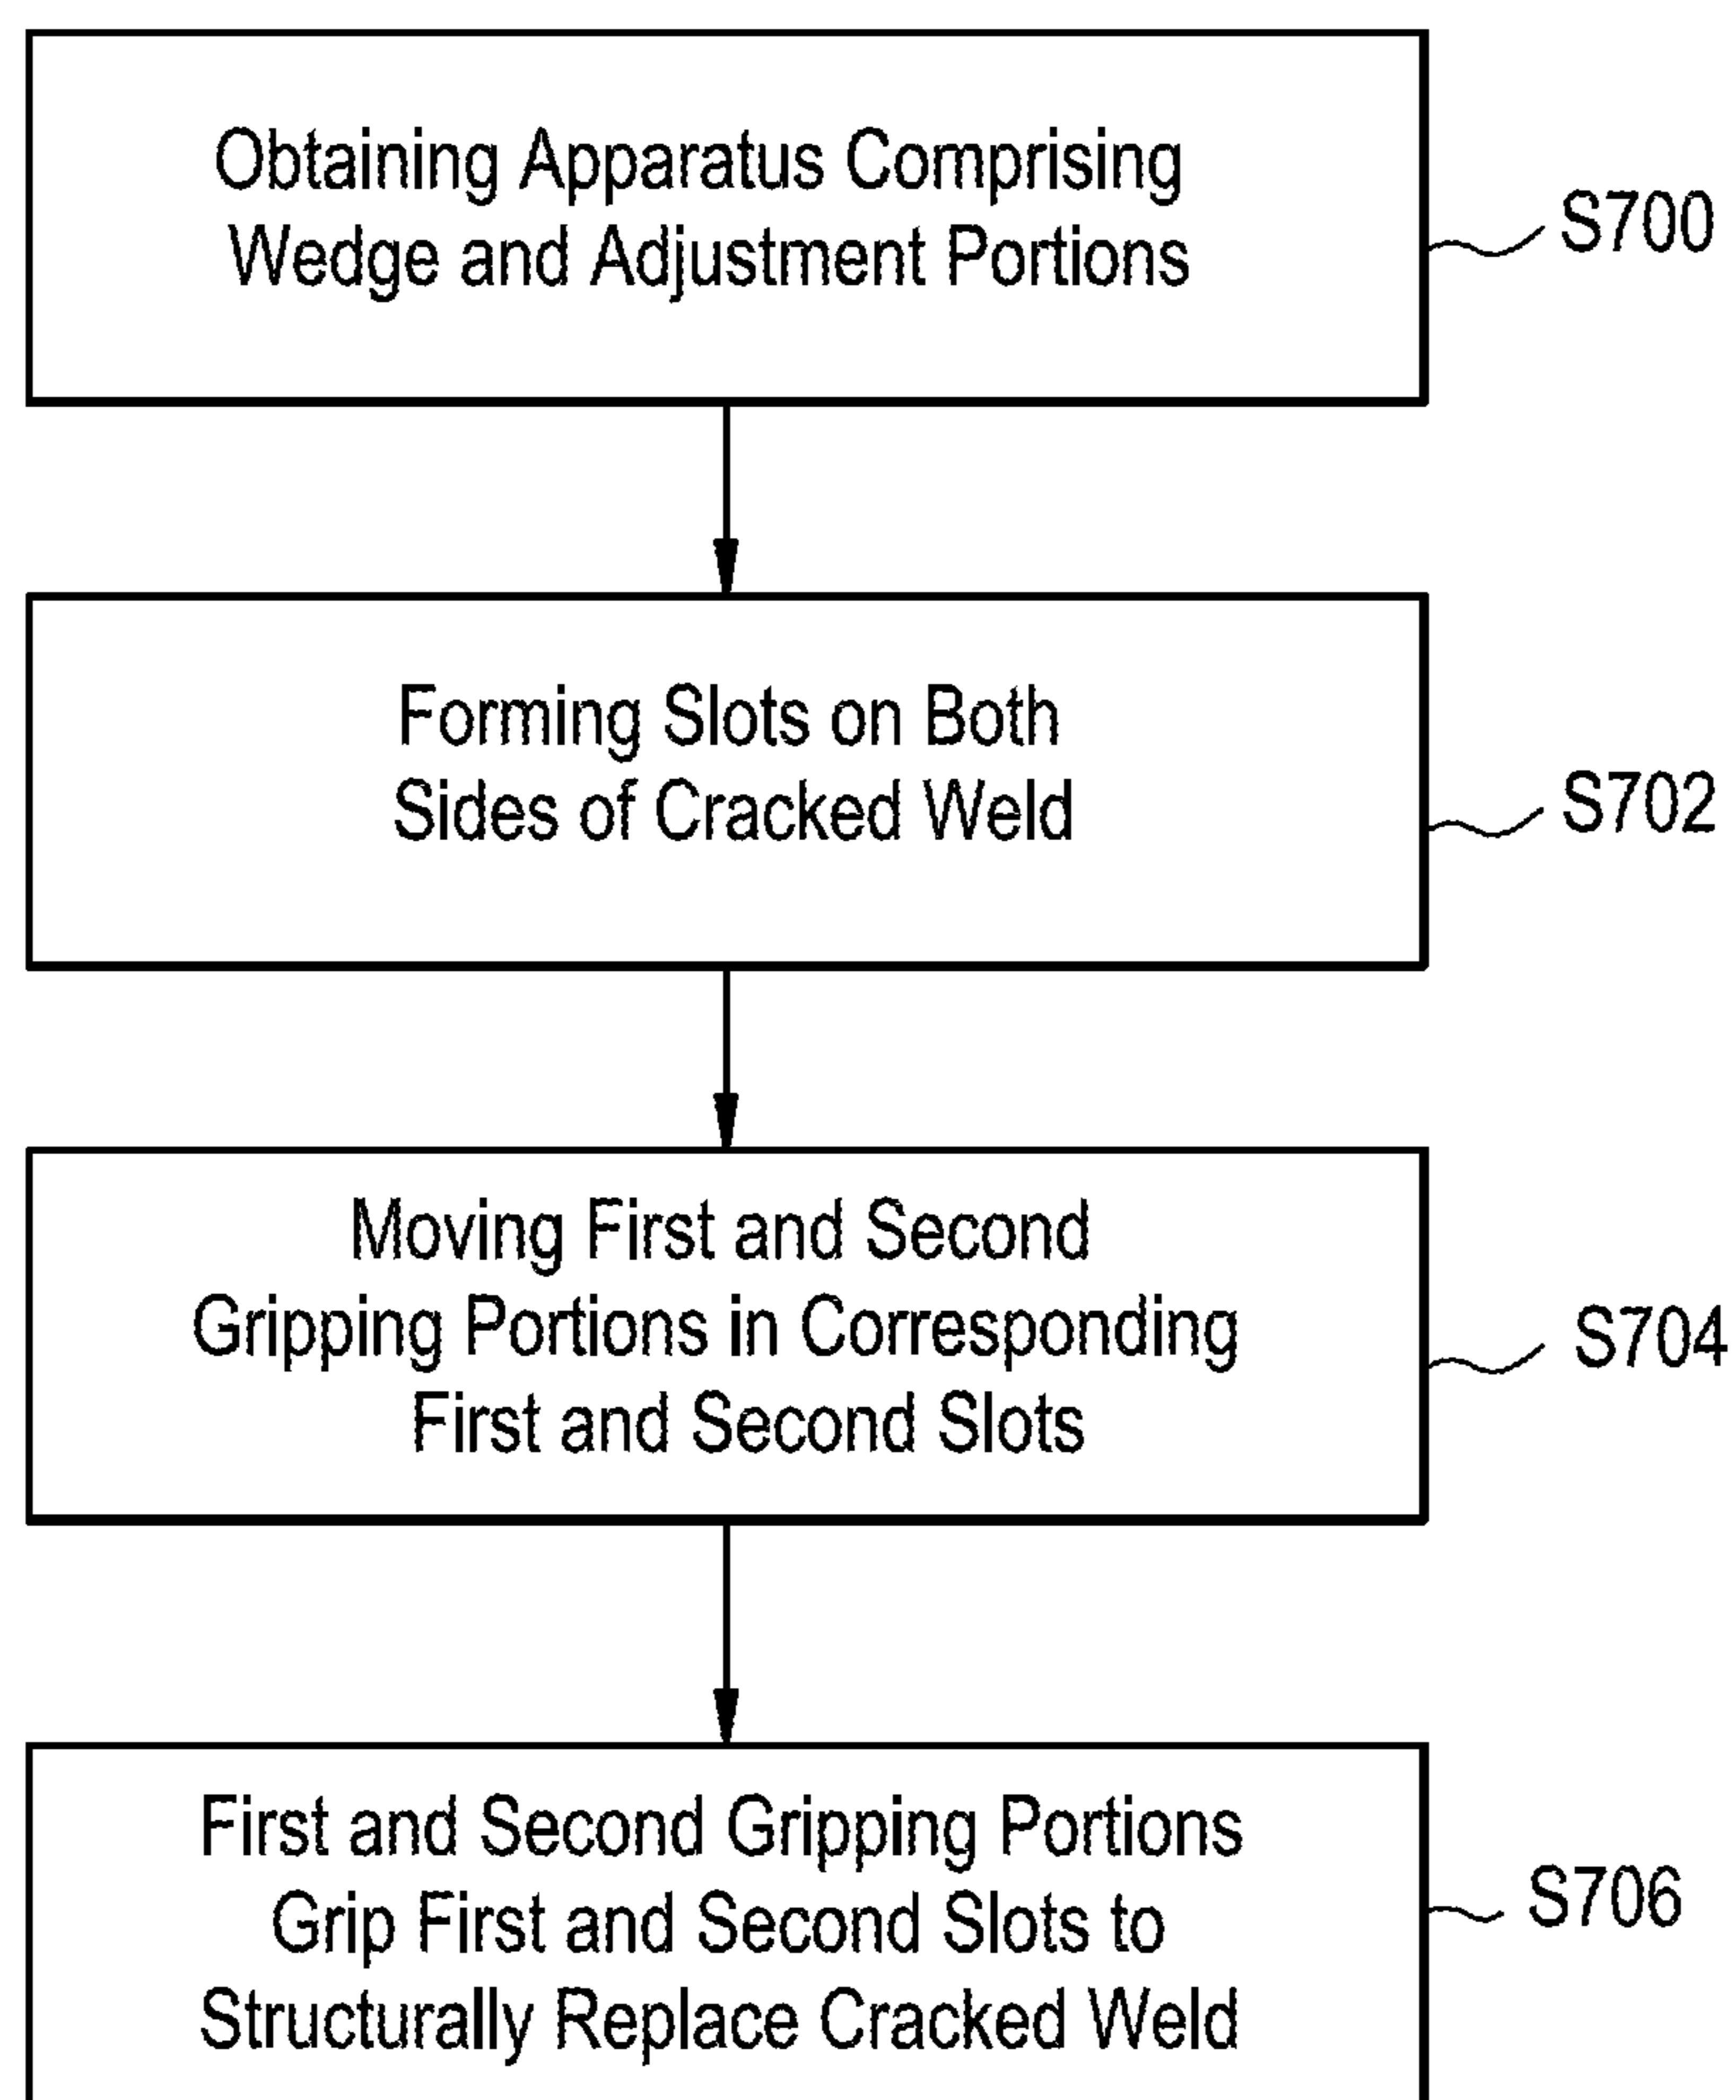 Obtaining Apparatus Comprising
Wedge and Adjustment Portions
S700
Forming Slots on Both
Sides of Cracked Weld
S702
Moving First and Second
Gripping Portions in Corresponding
First and Second Slots
S704
First and Second Gripping Portions
Grip First and Second Slots to
Structurally Replace Cracked Weld
S706